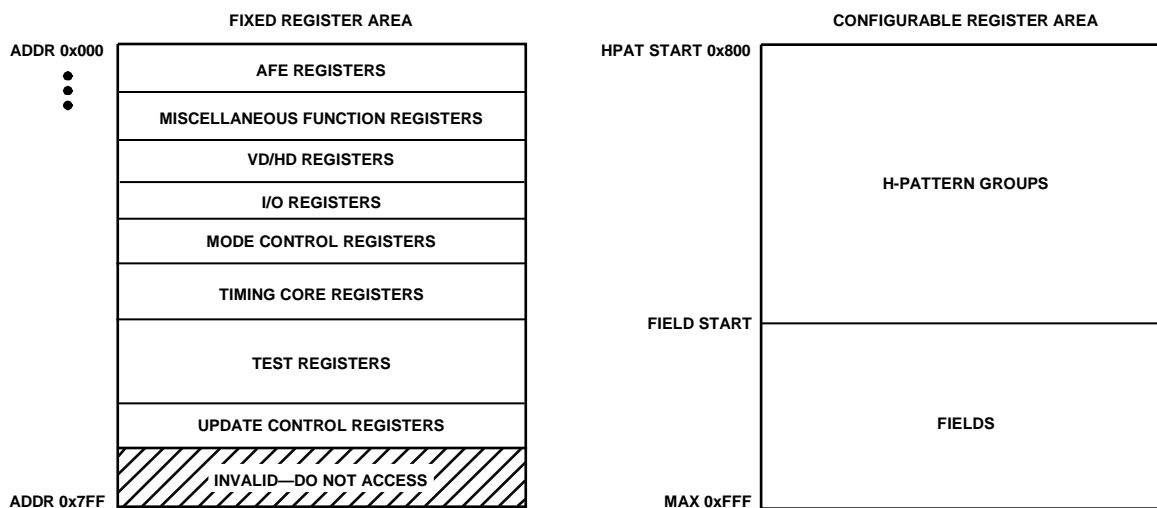 FIXED REGISTER AREA
ADDR 0x000
AFE REGISTERS
MISCELLANEOUS FUNCTION REGISTERS
VD/HD REGISTERS
I/O REGISTERS
MODE CONTROL REGISTERS
TIMING CORE REGISTERS
TEST REGISTERS
UPDATE CONTROL REGISTERS
INVALID—DO NOT ACCESS
ADDR 0x7FF
CONFIGURABLE REGISTER AREA
HPAT START 0x800
H-PATTERN GROUPS
FIELD START
FIELDS
MAX 0xFFF